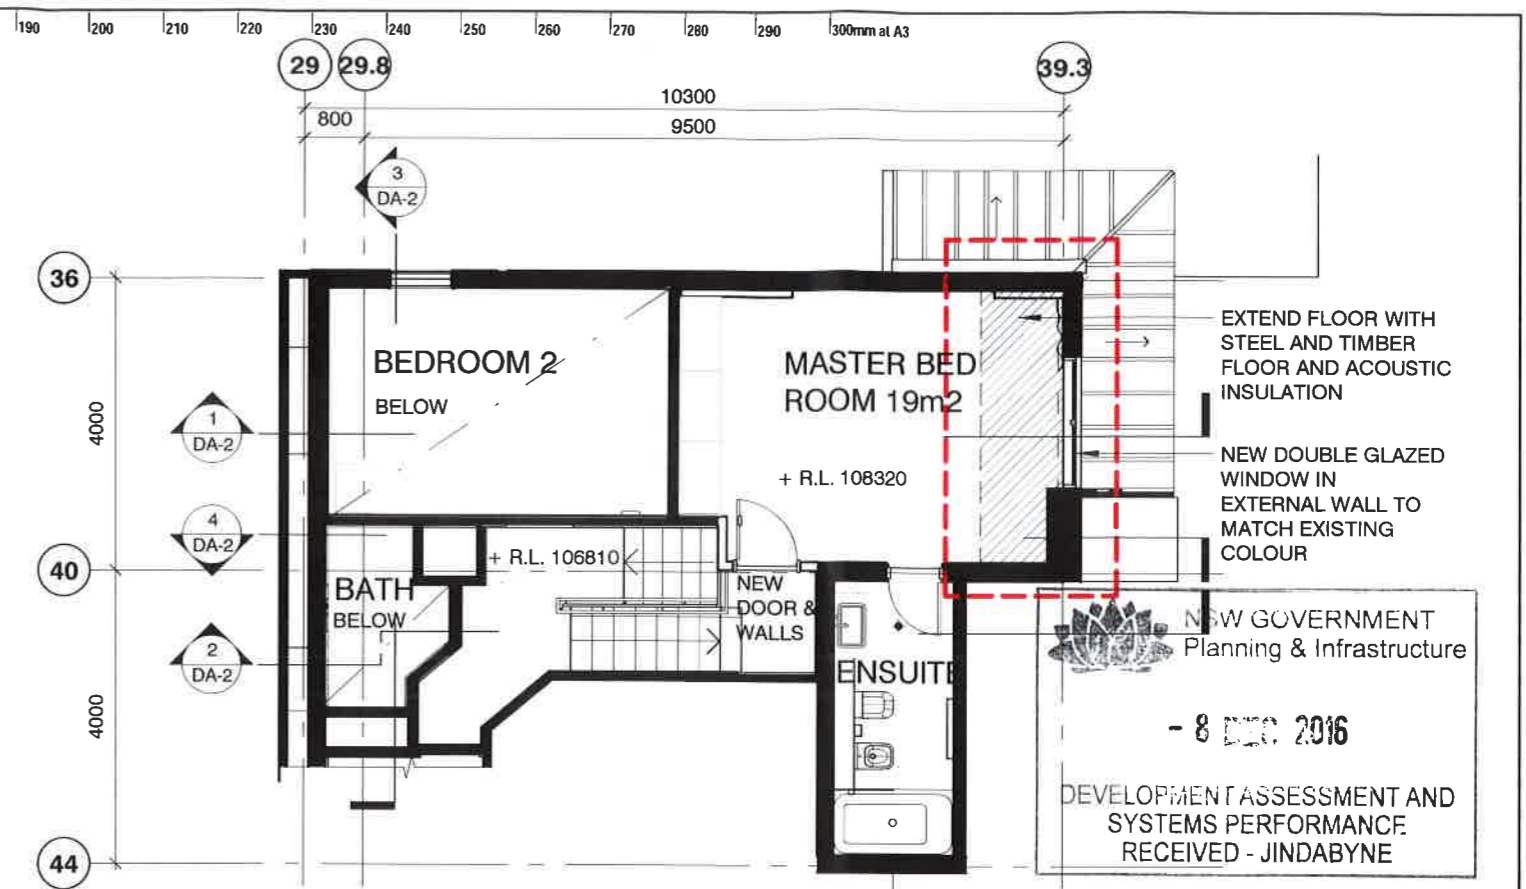 190 200 210 220 230 240 250 260 270 280 290 300mm at A3
29 29.8 39.3
10300
800 9500
3
DA-2
36
EXTEND FLOOR WITH
STEEL AND TIMBER
FLOOR AND ACOUSTIC
INSULATION
BEDROOM 2
BELOW
MASTER BED
ROOM 19m2
4000
1
DA-2
NEW DOUBLE GLAZED
WINDOW IN
EXTERNAL WALL TO
MATCH EXISTING
COLOUR
+ R.L. 108320
4
DA-2
+ R.L. 106810
40
BATH
BELOW
NEW
DOOR &
WALLS
2
DA-2
ENSUITE
4000
44
NSW GOVERNMENT
Planning & Infrastructure
- 8 DEC 2016
DEVELOPMENT ASSESSMENT AND
SYSTEMS PERFORMANCE
RECEIVED - JINDABYNE